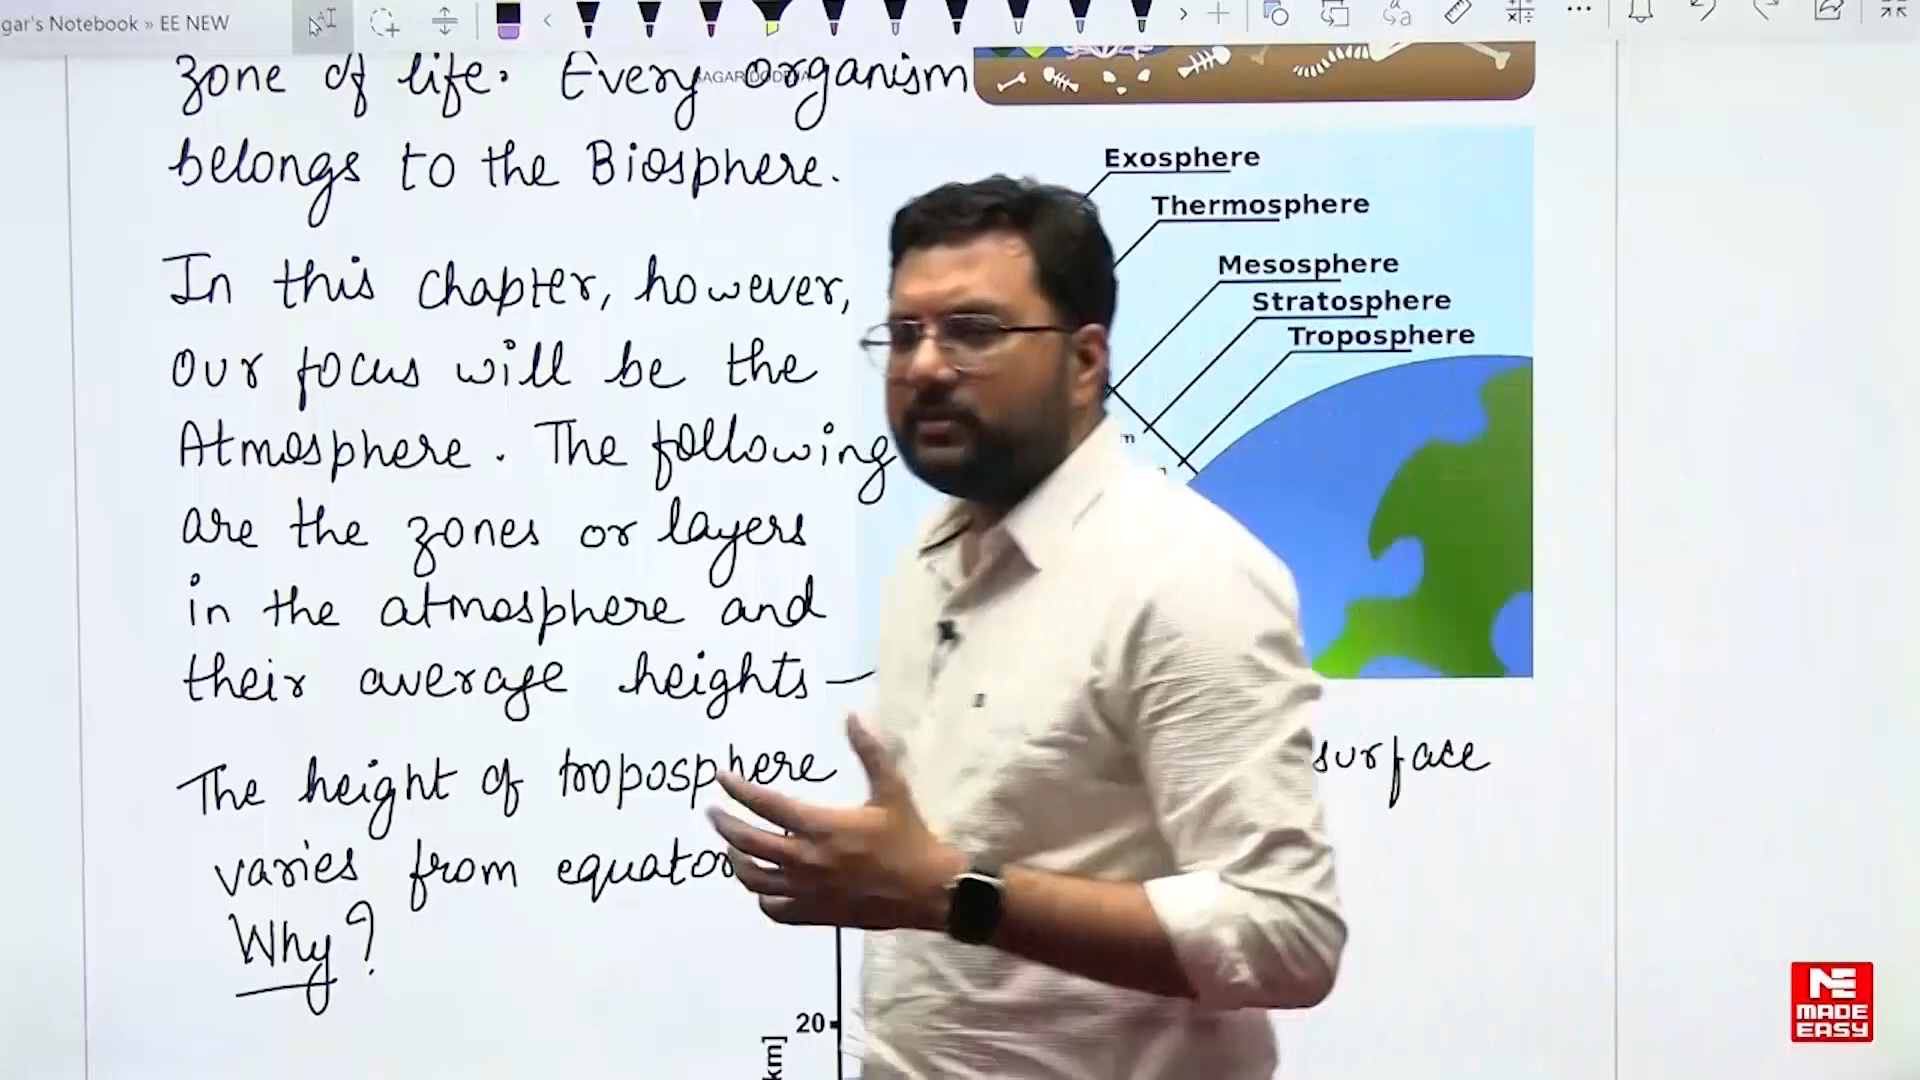 gar's Notebook » EE NEW
zone of life. Every organism
belongs to the Biosphere.
In this chapter, however,
our focus will be the
Atmosphere. The following
are the zones or layers
in the atmosphere and
their average heights —
The height of troposphere
varies from equator
Why?
Exosphere
Thermosphere
Mesosphere
Stratosphere
Troposphere
surface
20
km]
MADE
EASY